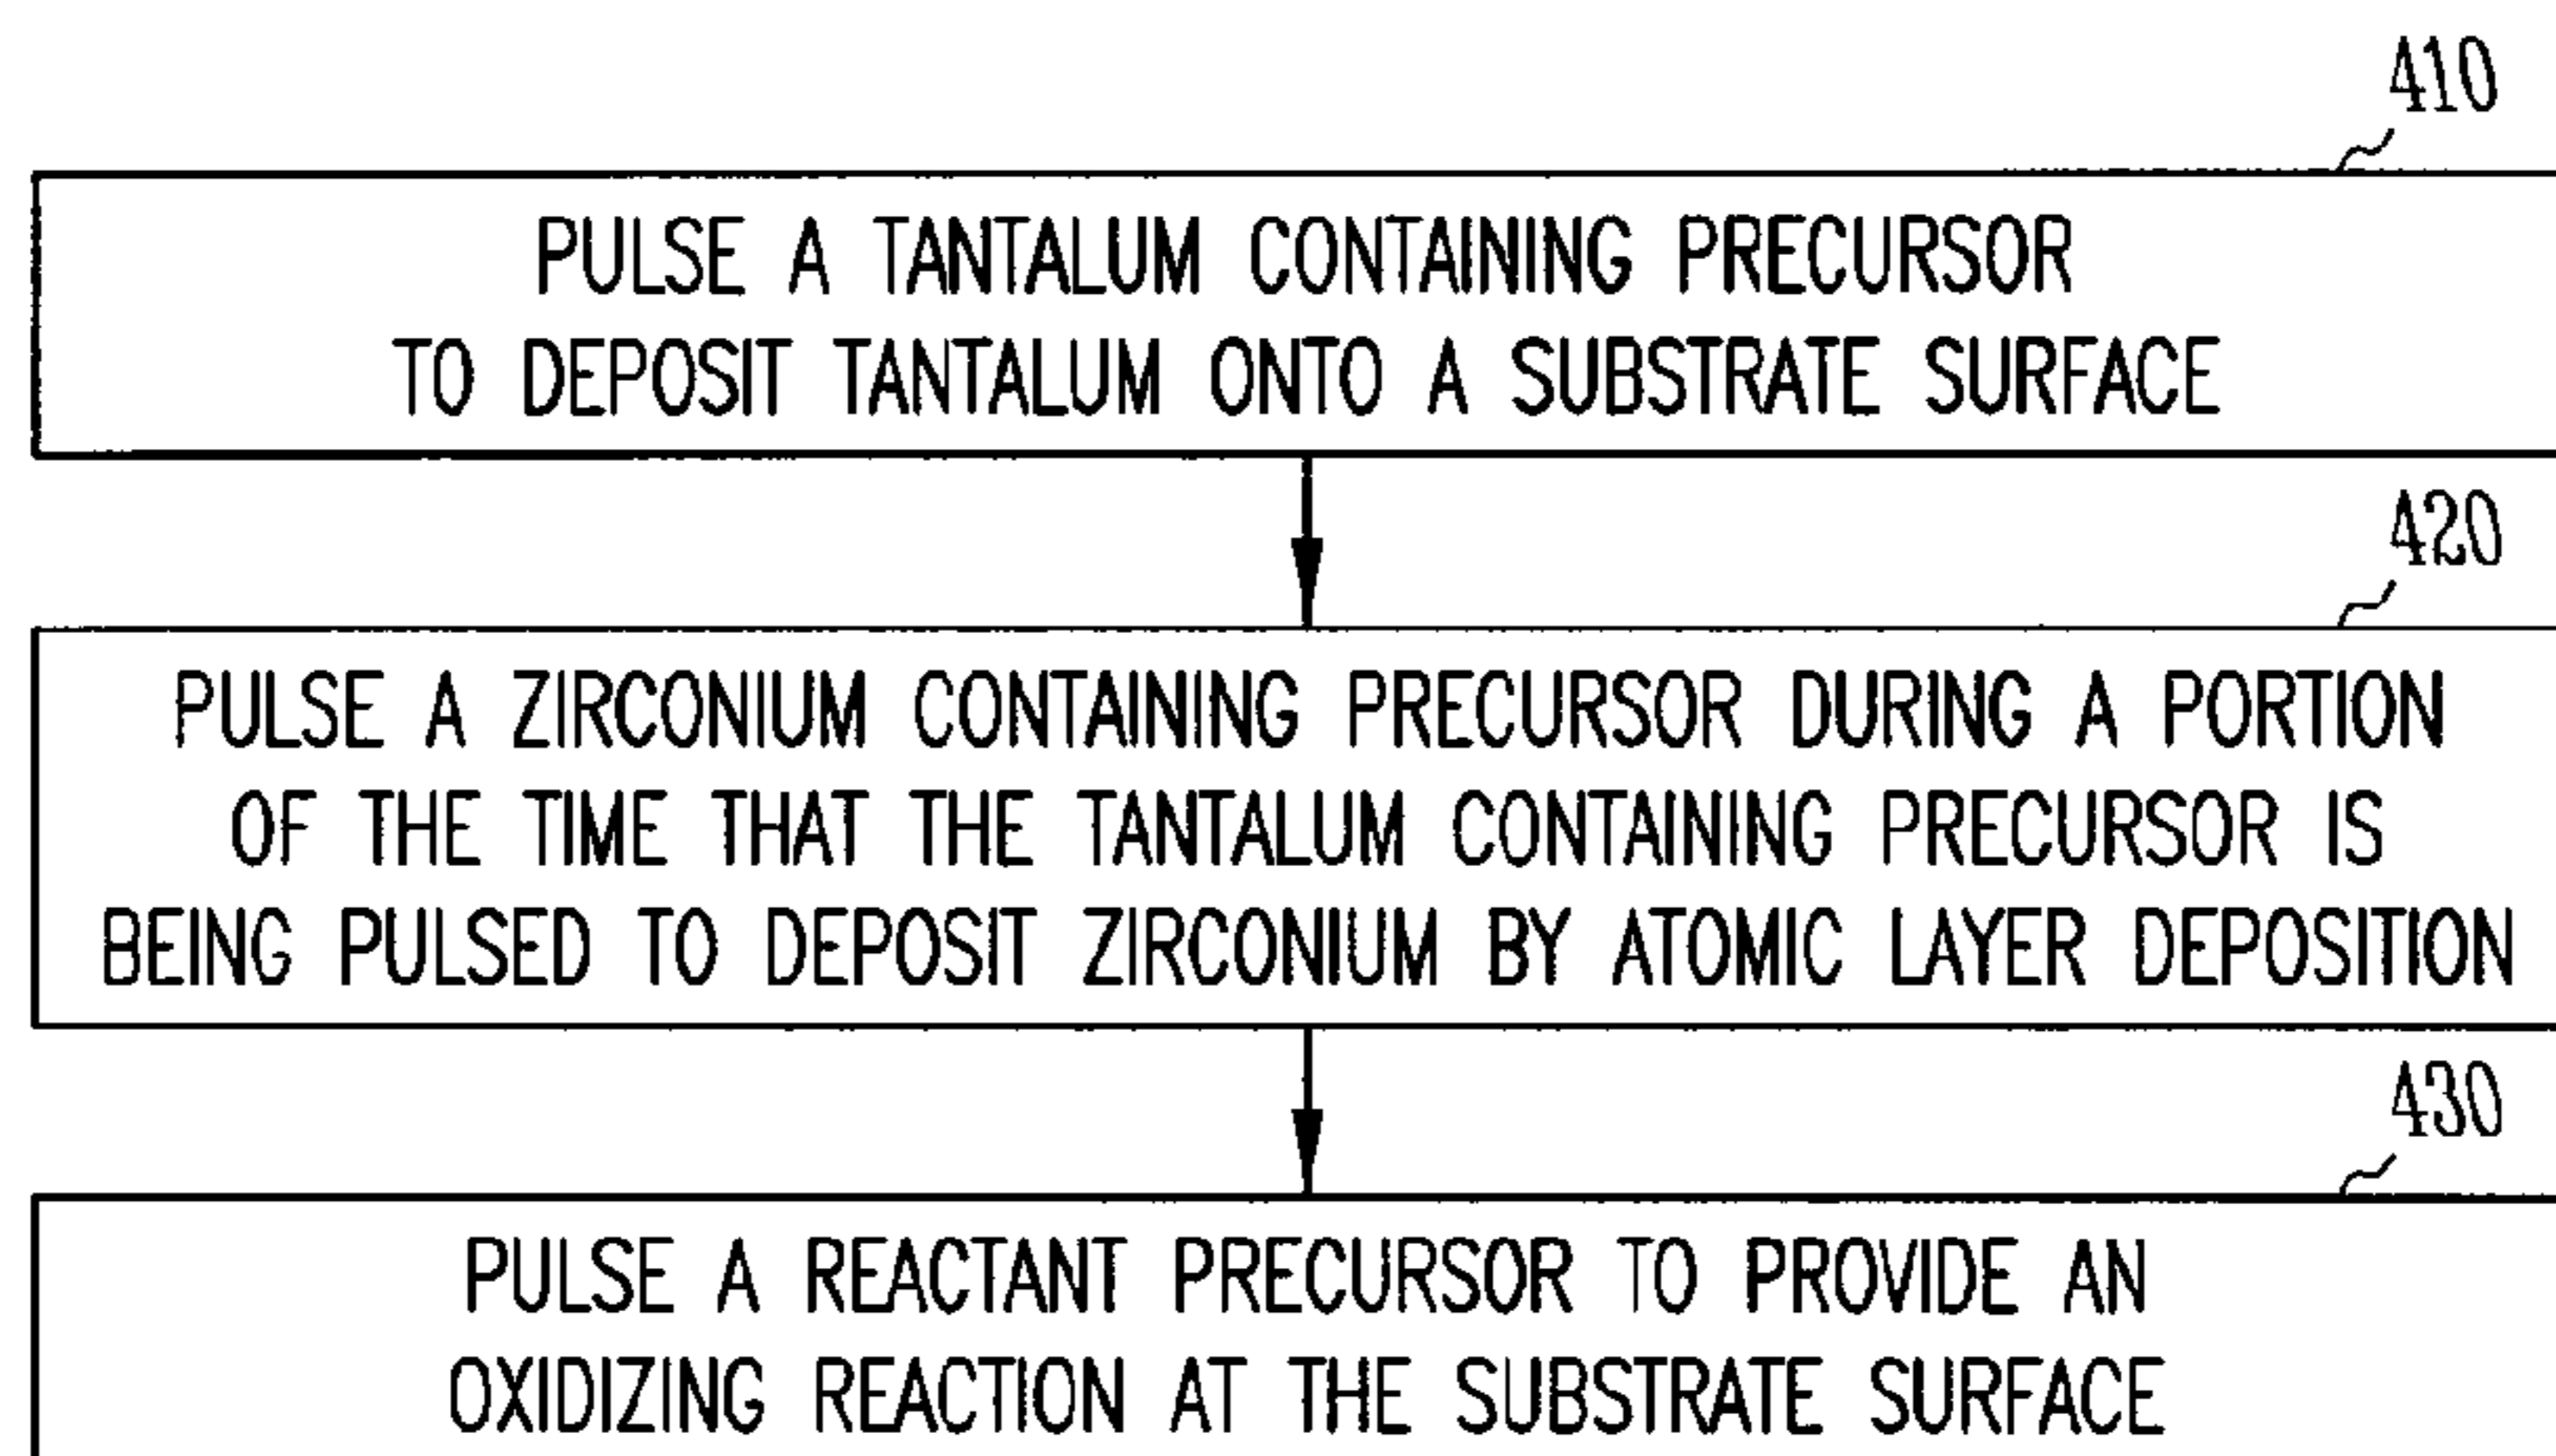 410
PULSE A TANTALUM CONTAINING PRECURSOR
TO DEPOSIT TANTALUM ONTO A SUBSTRATE SURFACE
420
PULSE A ZIRCONIUM CONTAINING PRECURSOR DURING A PORTION
OF THE TIME THAT THE TANTALUM CONTAINING PRECURSOR IS
BEING PULSED TO DEPOSIT ZIRCONIUM BY ATOMIC LAYER DEPOSITION
430
PULSE A REACTANT PRECURSOR TO PROVIDE AN
OXIDIZING REACTION AT THE SUBSTRATE SURFACE